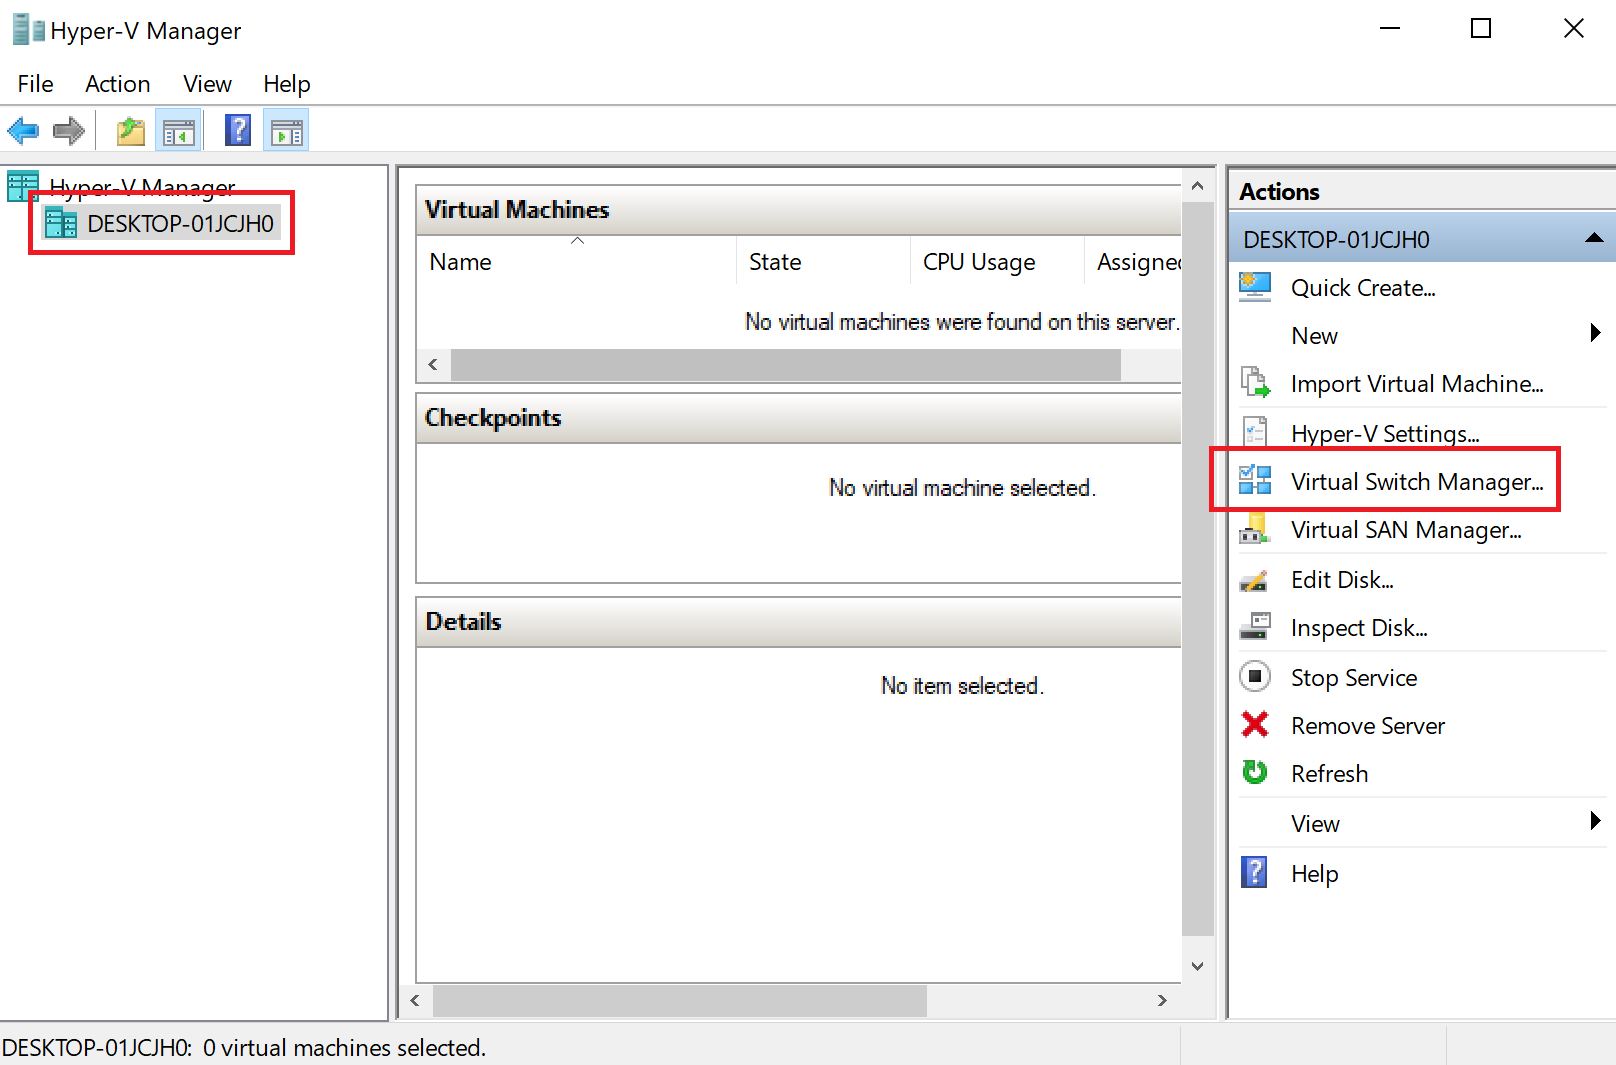 Hyper-V Manager
File Action View Help
Hyper-V Manager
DESKTOP-01JCJH0
Virtual Machines
Name State CPU Usage Assigned
No virtual machines were found on this server.
Checkpoints
No virtual machine selected.
Details
No item selected.
Actions
DESKTOP-01JCJH0
Quick Create...
New
Import Virtual Machine...
Hyper-V Settings...
Virtual Switch Manager...
Virtual SAN Manager...
Edit Disk...
Inspect Disk...
Stop Service
Remove Server
Refresh
View
Help
DESKTOP-01JCJH0: 0 virtual machines selected.